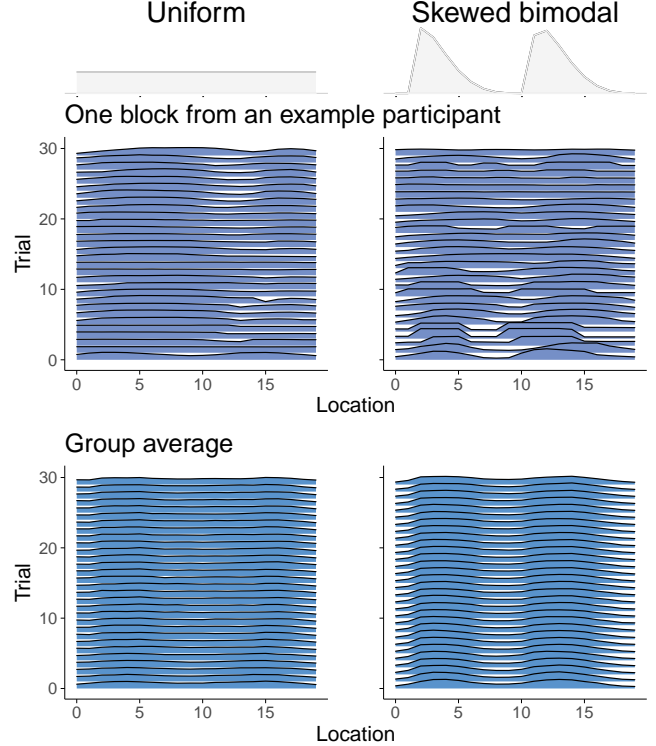 Uniform
Skewed bimodal
One block from an example participant
30
20
10
0
Trial
0 5 10 15
0 5 10 15
Location
Group average
30
20
10
0
Trial
0 5 10 15
0 5 10 15
Location